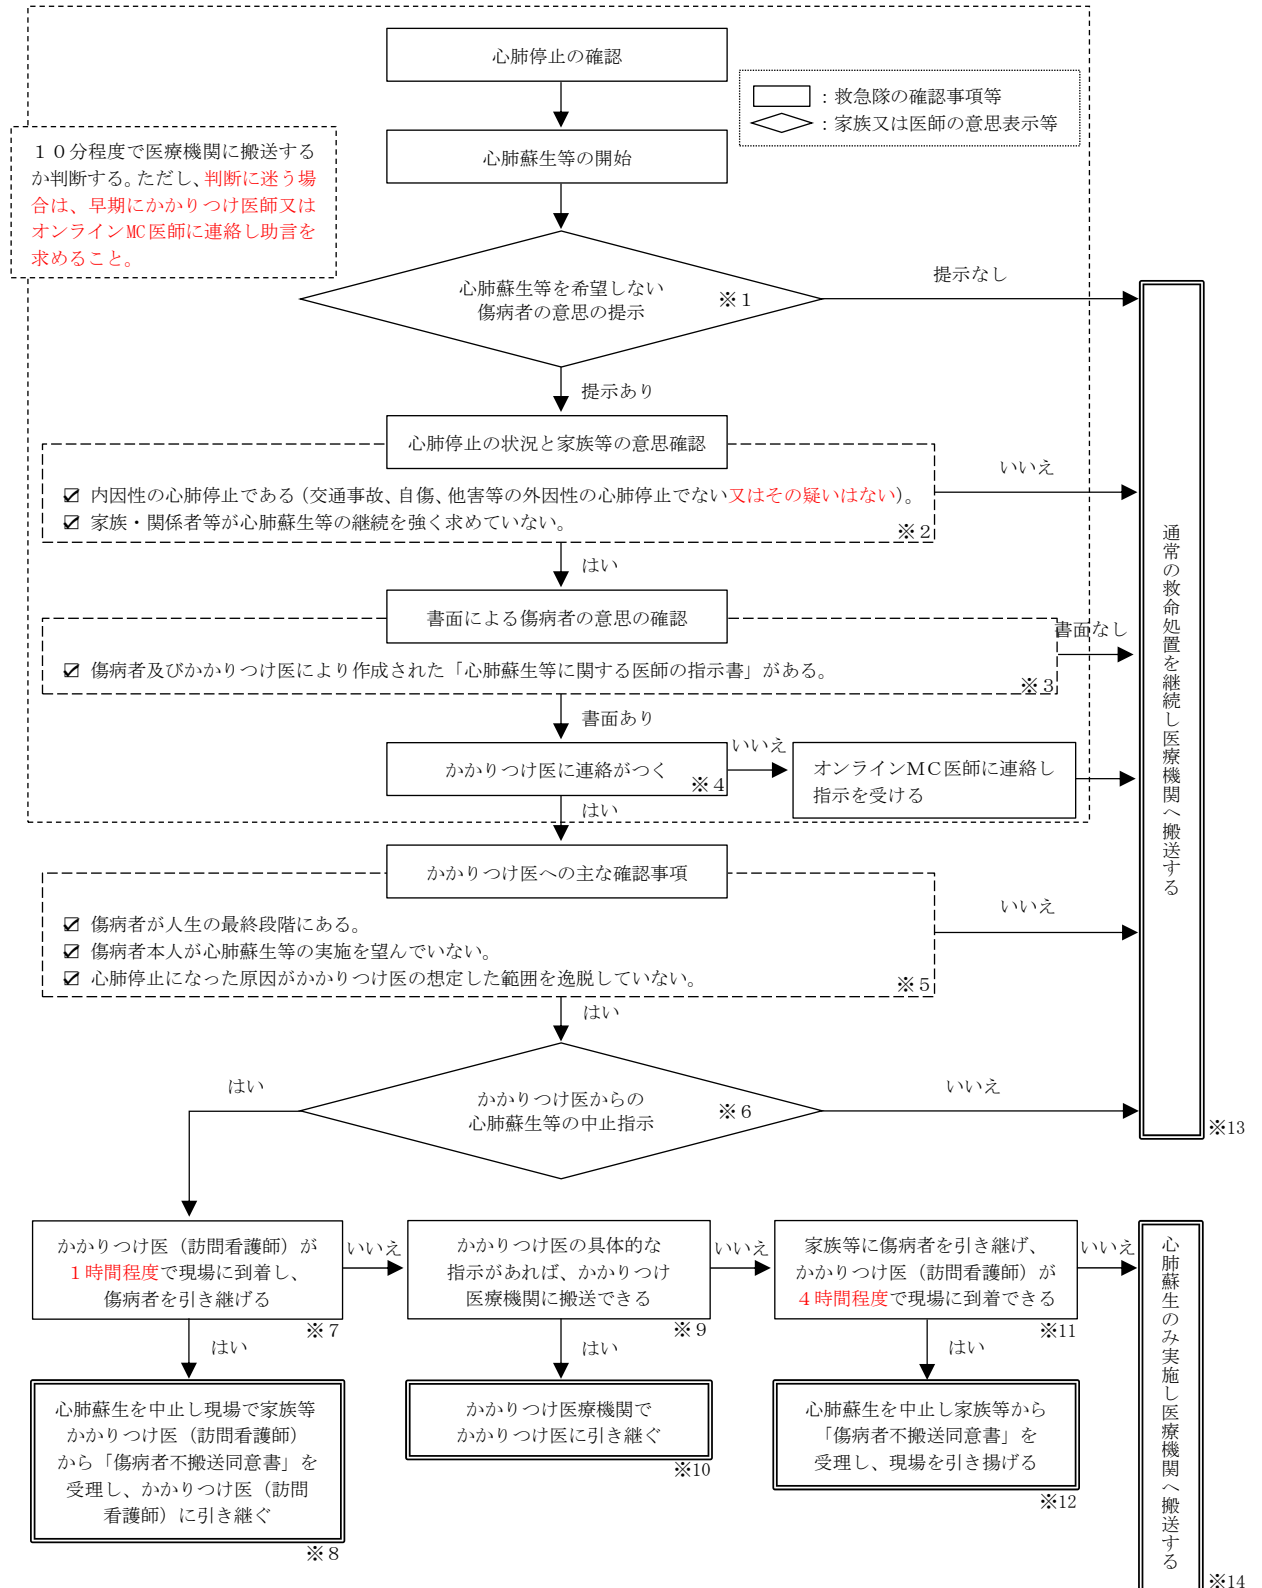 心肺停止の確認
：救急隊の確認事項等
：家族又は医師の意思表示等
１０分程度で医療機関に搬送する
か判断する。ただし、判断に迷う場
合は、早期にかかりつけ医師又は
オンラインMC医師に連絡し助言を
求めること。
心肺蘇生等の開始
心肺蘇生等を希望しない
傷病者の意思の提示
※１
提示なし
提示あり
心肺停止の状況と家族等の意思確認
☑ 内因性の心肺停止である（交通事故、自傷、他害等の外因性の心肺停止でない又はその疑いはない）。
☑ 家族・関係者等が心肺蘇生等の継続を強く求めていない。
※２
いいえ
はい
書面による傷病者の意思の確認
☑ 傷病者及びかかりつけ医により作成された「心肺蘇生等に関する医師の指示書」がある。
※３
書面なし
書面あり
かかりつけ医に連絡がつく
※４
いいえ
オンラインＭＣ医師に連絡し
指示を受ける
はい
かかりつけ医への主な確認事項
☑ 傷病者が人生の最終段階にある。
☑ 傷病者本人が心肺蘇生等の実施を望んでいない。
☑ 心肺停止になった原因がかかりつけ医の想定した範囲を逸脱していない。
※５
いいえ
はい
かかりつけ医からの
心肺蘇生等の中止指示
※６
はい
いいえ
通常の救命処置を継続し医療機関へ搬送する
※13
かかりつけ医（訪問看護師）が
１時間程度で現場に到着し、
傷病者を引き継げる
※７
いいえ
はい
心肺蘇生を中止し現場で家族等
かかりつけ医（訪問看護師）
から「傷病者不搬送同意書」を
受理し、かかりつけ医（訪問
看護師）に引き継ぐ
※８
かかりつけ医の具体的な
指示があれば、かかりつけ
医療機関に搬送できる
※９
いいえ
はい
かかりつけ医療機関で
かかりつけ医に引き継ぐ
※10
家族等に傷病者を引き継げ、
かかりつけ医（訪問看護師）が
４時間程度で現場に到着できる
※11
いいえ
はい
心肺蘇生を中止し家族等から
「傷病者不搬送同意書」を
受理し、現場を引き揚げる
※12
心肺蘇生のみ実施し医療機関へ搬送する
※14